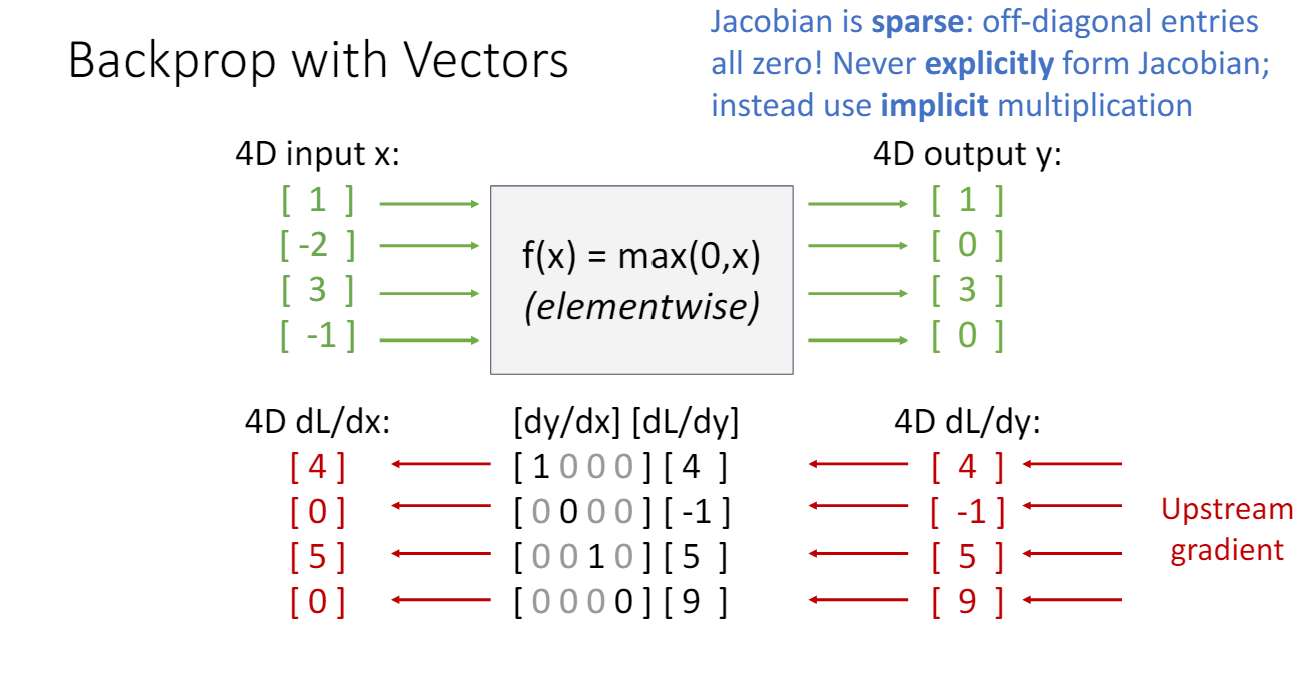 Backprop with Vectors
Jacobian is sparse: off-diagonal entries
all zero! Never explicitly form Jacobian;
instead use implicit multiplication
4D input x:
[ 1 ]
[ -2 ]
[ 3 ]
[ -1 ]
f(x) = max(0,x)
(elementwise)
4D output y:
[ 1 ]
[ 0 ]
[ 3 ]
[ 0 ]
4D dL/dx:
[ 4 ]
[ 0 ]
[ 5 ]
[ 0 ]
[dy/dx] [dL/dy]
[ 1 0 0 0 ] [ 4 ]
[ 0 0 0 0 ] [ -1 ]
[ 0 0 1 0 ] [ 5 ]
[ 0 0 0 0 ] [ 9 ]
4D dL/dy:
[ 4 ]
[ -1 ]
[ 5 ]
[ 9 ]
Upstream
gradient